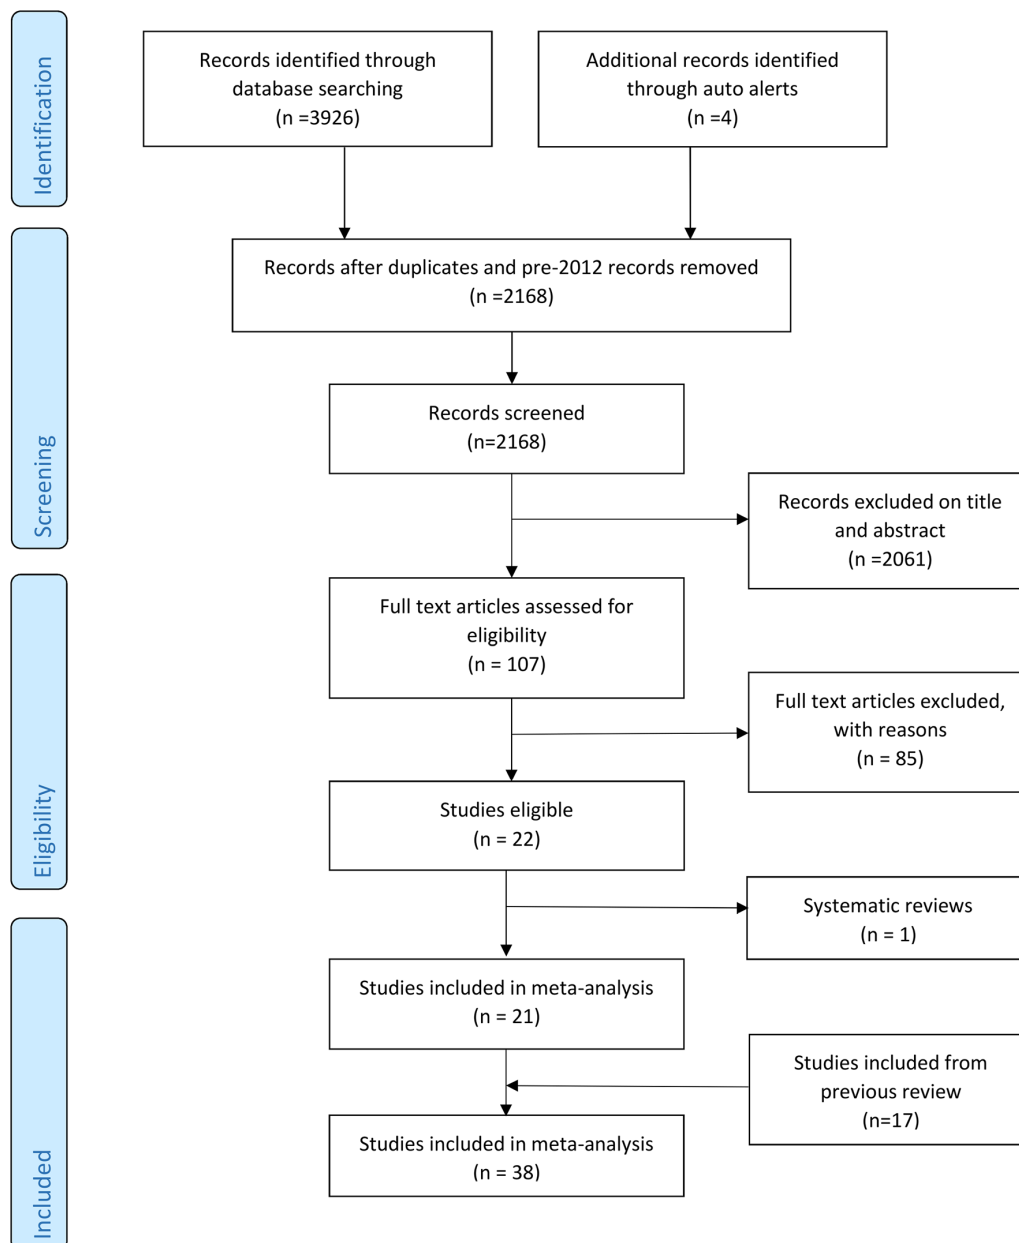 Identification
Records identified through
database searching
(n =3926)
Additional records identified
through auto alerts
(n =4)
Screening
Records after duplicates and pre-2012 records removed
(n =2168)
Records screened
(n=2168)
Records excluded on title
and abstract
(n =2061)
Eligibility
Full text articles assessed for
eligibility
(n = 107)
Full text articles excluded,
with reasons
(n = 85)
Studies eligible
(n = 22)
Systematic reviews
(n = 1)
Included
Studies included in meta-analysis
(n = 21)
Studies included from
previous review
(n=17)
Studies included in meta-analysis
(n = 38)